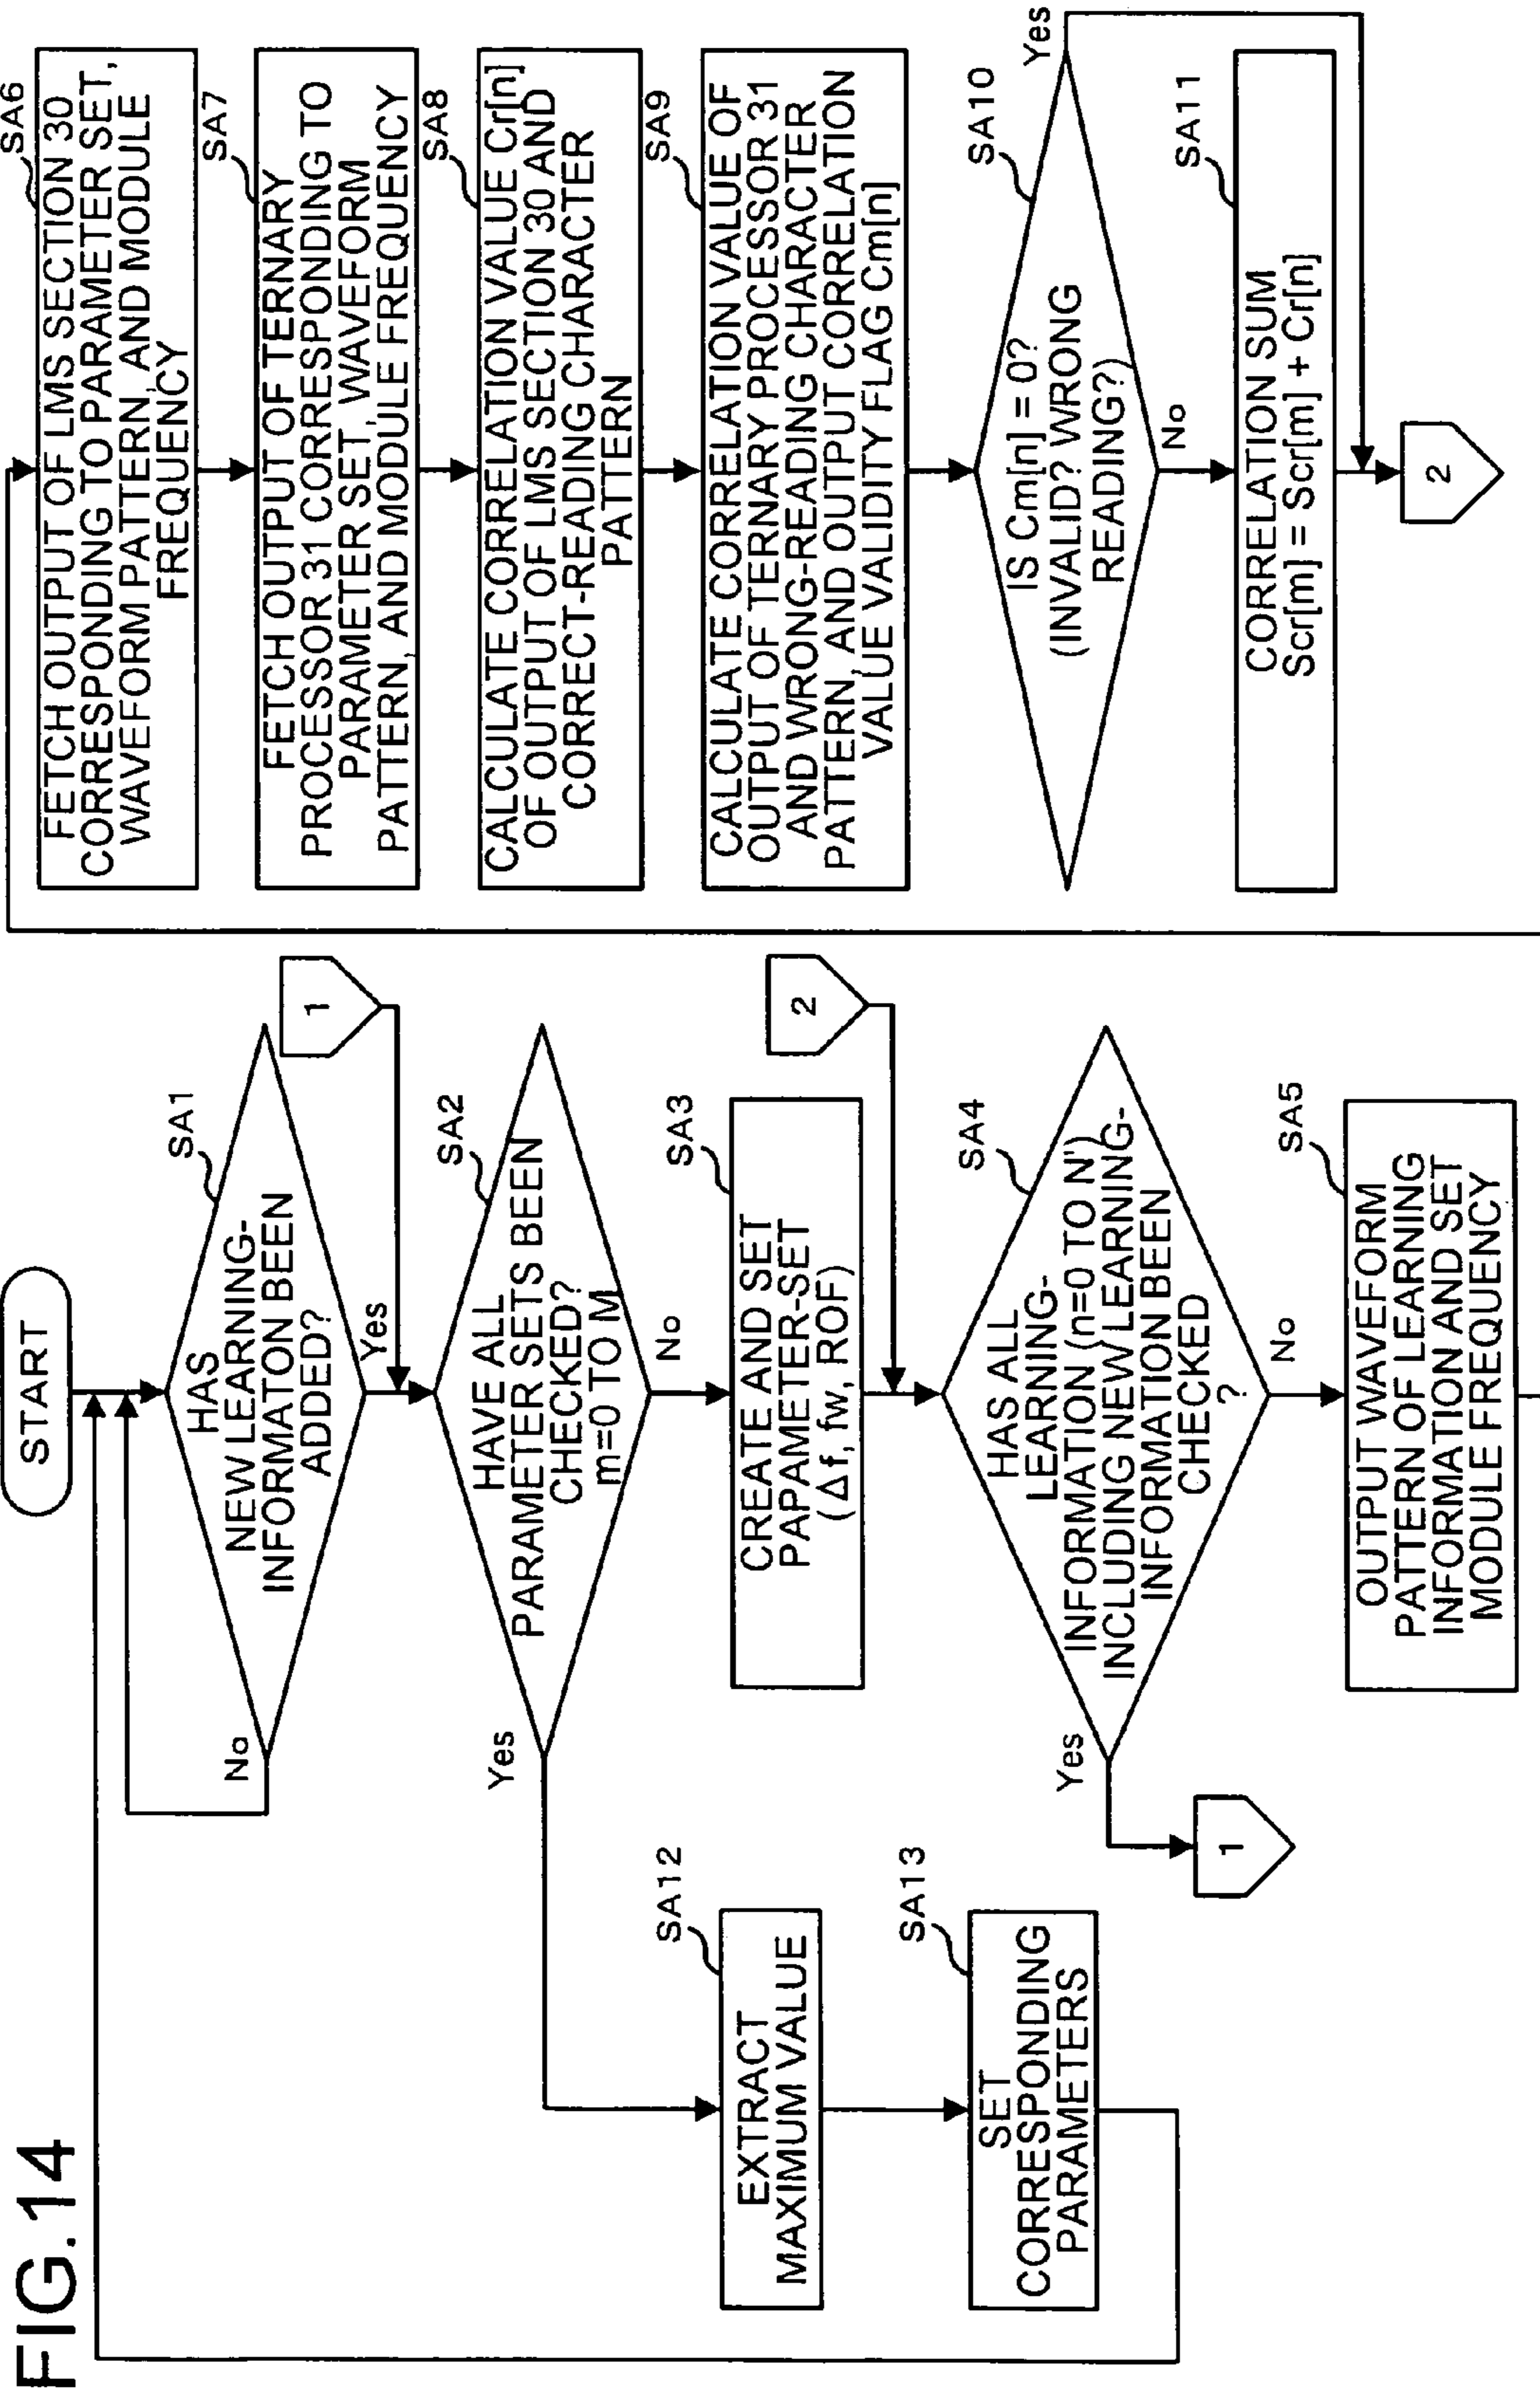 FIG.14
START
SA1
HAS
NEW LEARNING-
INFORMATON BEEN
ADDED?
No
Yes
1
SA2
HAVE ALL
PARAMETER SETS BEEN
CHECKED?
m=0 TO M
Yes
No
SA3
CREATE AND SET
PAPAMETER-SET
(Δf, fw, ROF)
2
SA4
HAS ALL
LEARNING-
INFORMATION (n=0 TO N')
INCLUDING NEW LEARNING-
INFORMATION BEEN
CHECKED
?
Yes
No
1
SA5
OUTPUT WAVEFORM
PATTERN OF LEARNING
INFORMATION AND SET
MODULE FREQUENCY
SA12
EXTRACT
MAXIMUM VALUE
SA13
SET
CORRESPONDING
PARAMETERS
SA6
FETCH OUTPUT OF LMS SECTION 30
CORRESPONDING TO PARAMETER SET,
WAVEFORM PATTERN, AND MODULE
FREQUENCY
SA7
FETCH OUTPUT OF TERNARY
PROCESSOR 31 CORRESPONDING TO
PARAMETER SET, WAVEFORM
PATTERN, AND MODULE FREQUENCY
SA8
CALCULATE CORRELATION VALUE Cr[n]
OF OUTPUT OF LMS SECTION 30 AND
CORRECT-READING CHARACTER
PATTERN
SA9
CALCULATE CORRELATION VALUE OF
OUTPUT OF TERNARY PROCESSOR 31
AND WRONG-READING CHARACTER
PATTERN, AND OUTPUT CORRELATION
VALUE VALIDITY FLAG Cm[n]
SA10
IS Cm[n] = 0?
(INVALID? WRONG
READING?)
Yes
No
SA11
CORRELATION SUM
Scr[m] = Scr[m] + Cr[n]
2